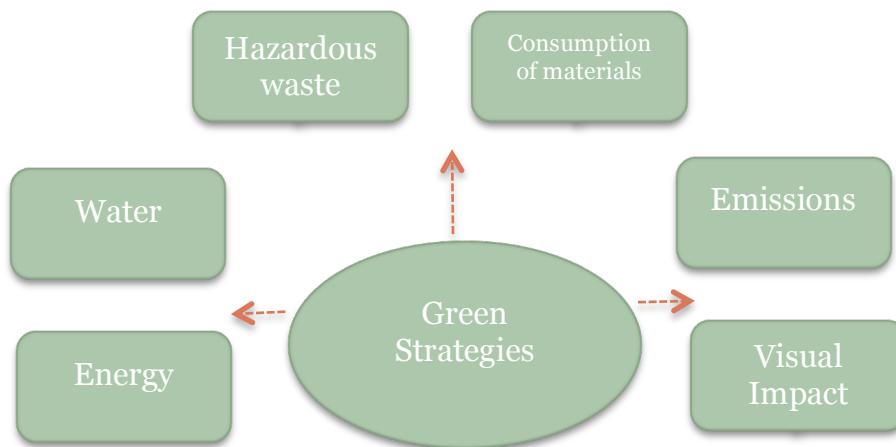 Hazardous
waste
Consumption
of materials
Water
Emissions
Green
Strategies
Energy
Visual
Impact